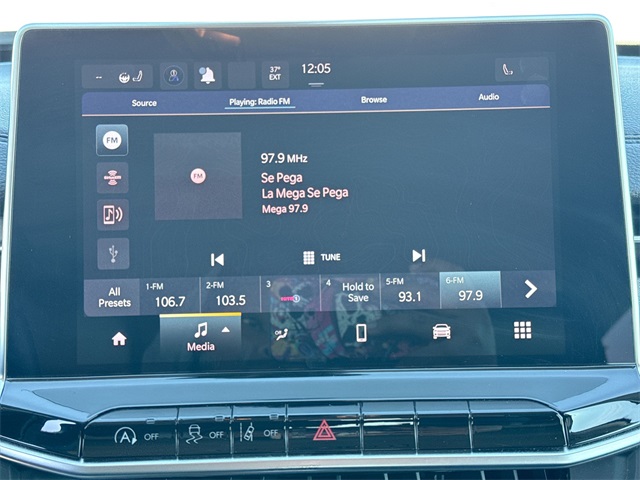 -- 37° 12:05
EXT
Source Playing: Radio FM Browse Audio
FM
97.9 MHz
Se Pega
FM
La Mega Se Pega
Mega 97.9
TUNE
All Presets
1-FM 106.7
2-FM 103.5
3
4 Hold to Save
5-FM 93.1
6-FM 97.9
Media
OFF OFF OFF